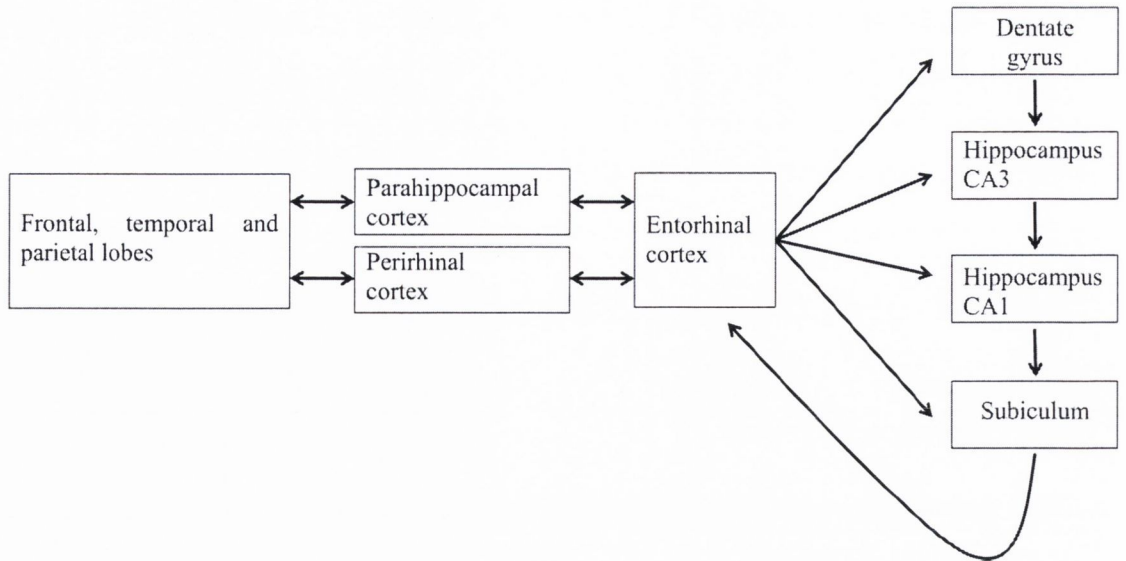 Frontal, temporal and
parietal lobes
Parahippocampal
cortex
Perirhinal
cortex
Entorhinal
cortex
Dentate
gyrus
Hippocampus
CA3
Hippocampus
CA1
Subiculum